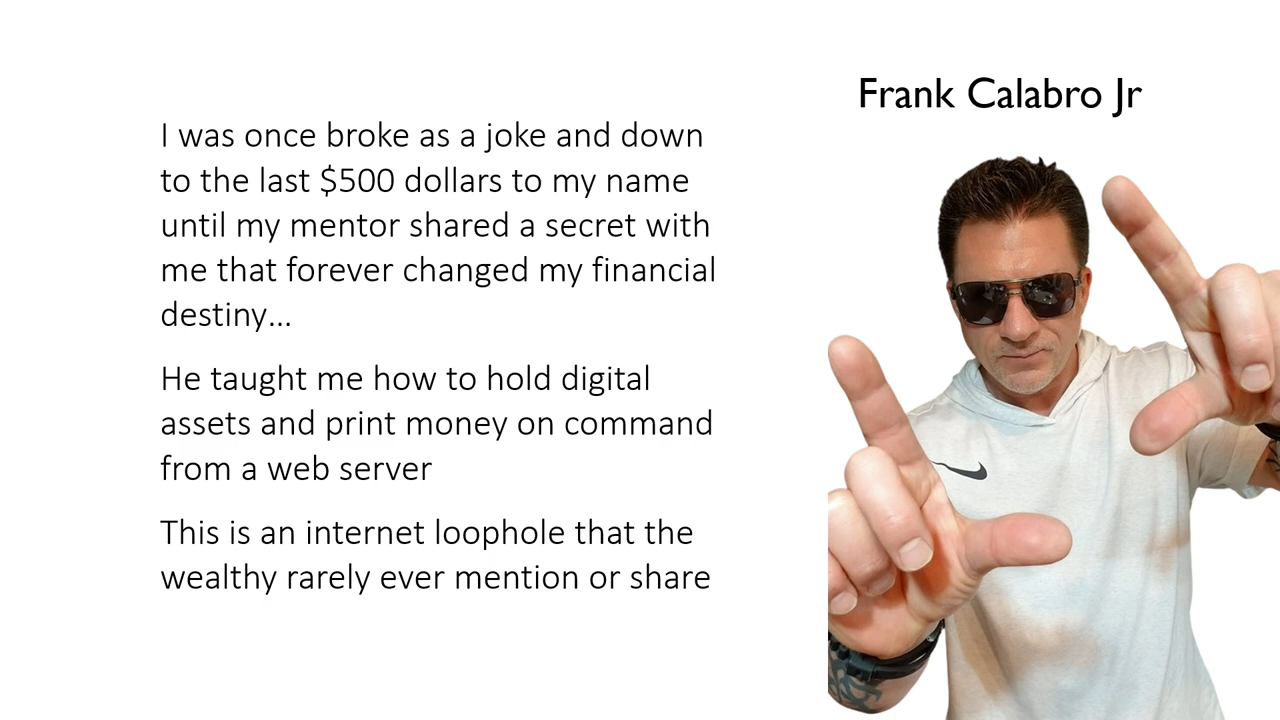 Frank Calabro Jr
I was once broke as a joke and down
to the last $500 dollars to my name
until my mentor shared a secret with
me that forever changed my financial
destiny...
He taught me how to hold digital
assets and print money on command
from a web server
This is an internet loophole that the
wealthy rarely ever mention or share